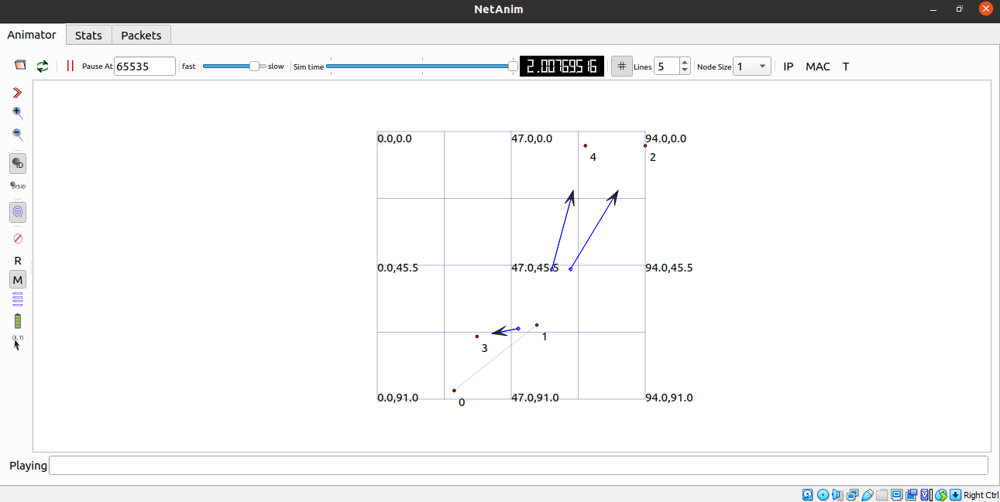 NetAnim
Animator Stats Packets
Pause At 65535 fast slow Sim time 2.00769516 Lines 5 Node Size 1 IP MAC T
0.0,0.0 47.0,0.0 94.0,0.0
4 2
ID
SYSID
R
0.0,45.5 47.0,45.5 94.0,45.5
M
1
(X, Y)
3
0.0,91.0 47.0,91.0 94.0,91.0
0
Playing
Right Ctrl